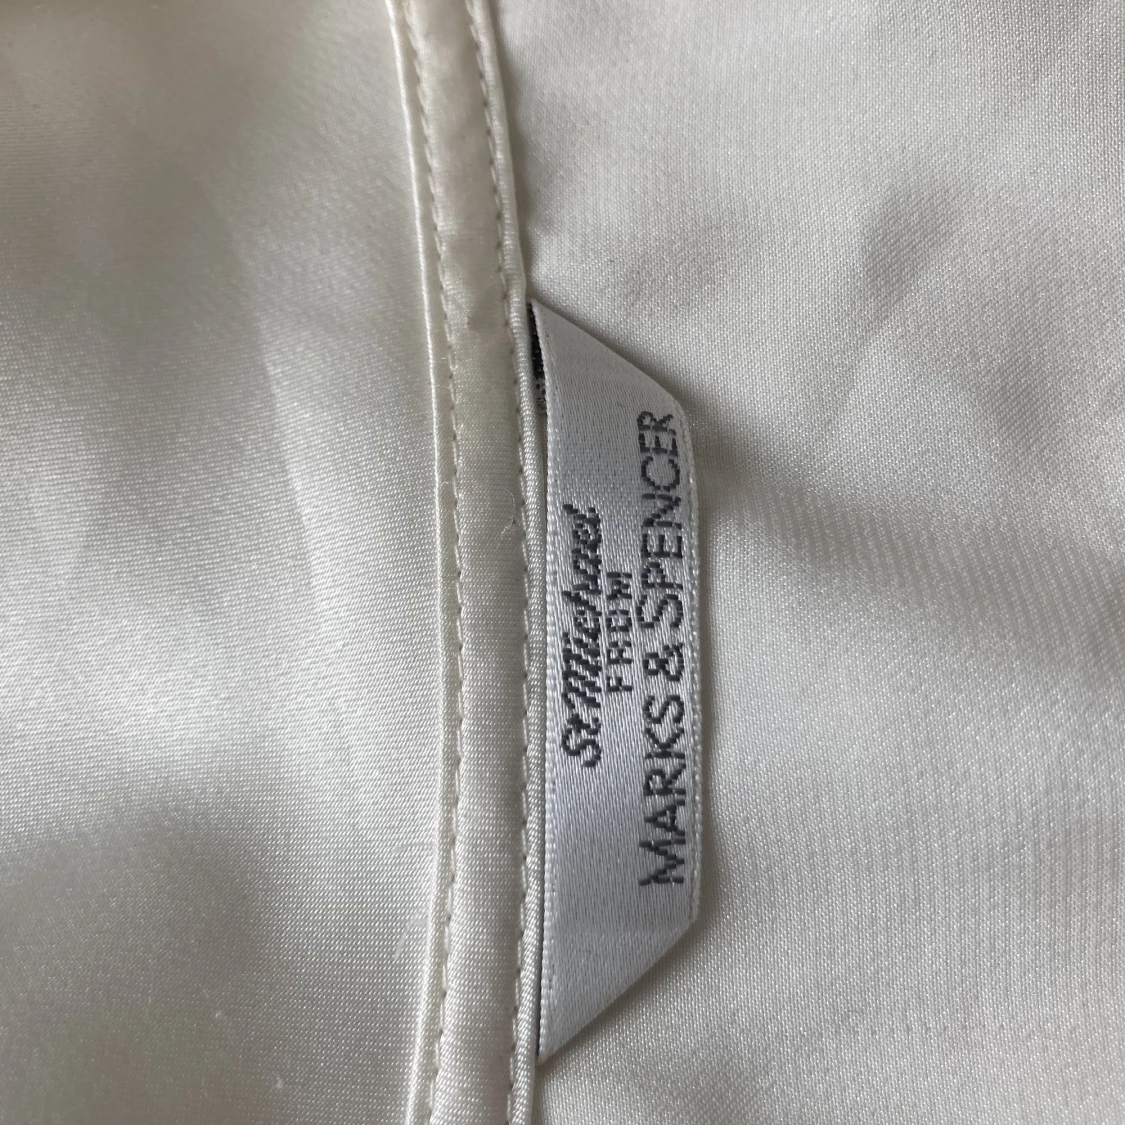 St Michael
FROM
MARKS & SPENCER